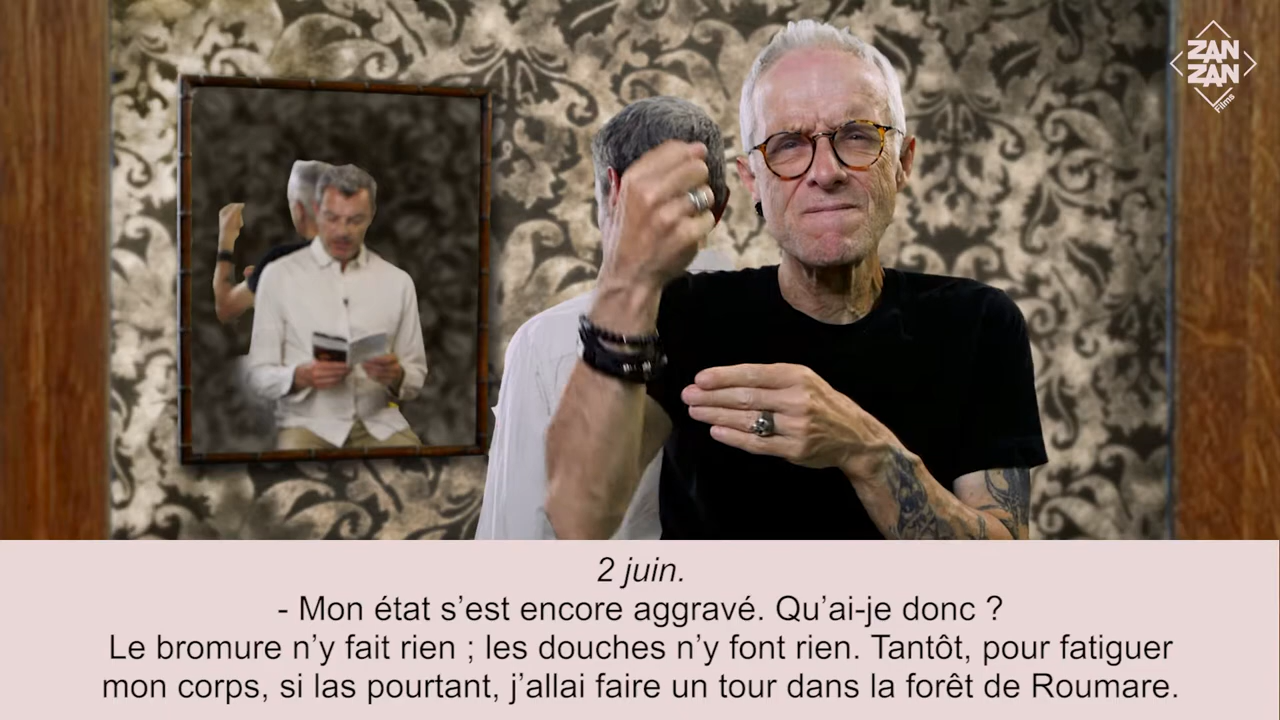 ZAN
ZAN
Films
2 juin.
- Mon état s’est encore aggravé. Qu’ai-je donc ?
Le bromure n’y fait rien ; les douches n’y font rien. Tantôt, pour fatiguer
mon corps, si las pourtant, j’allai faire un tour dans la forêt de Roumare.